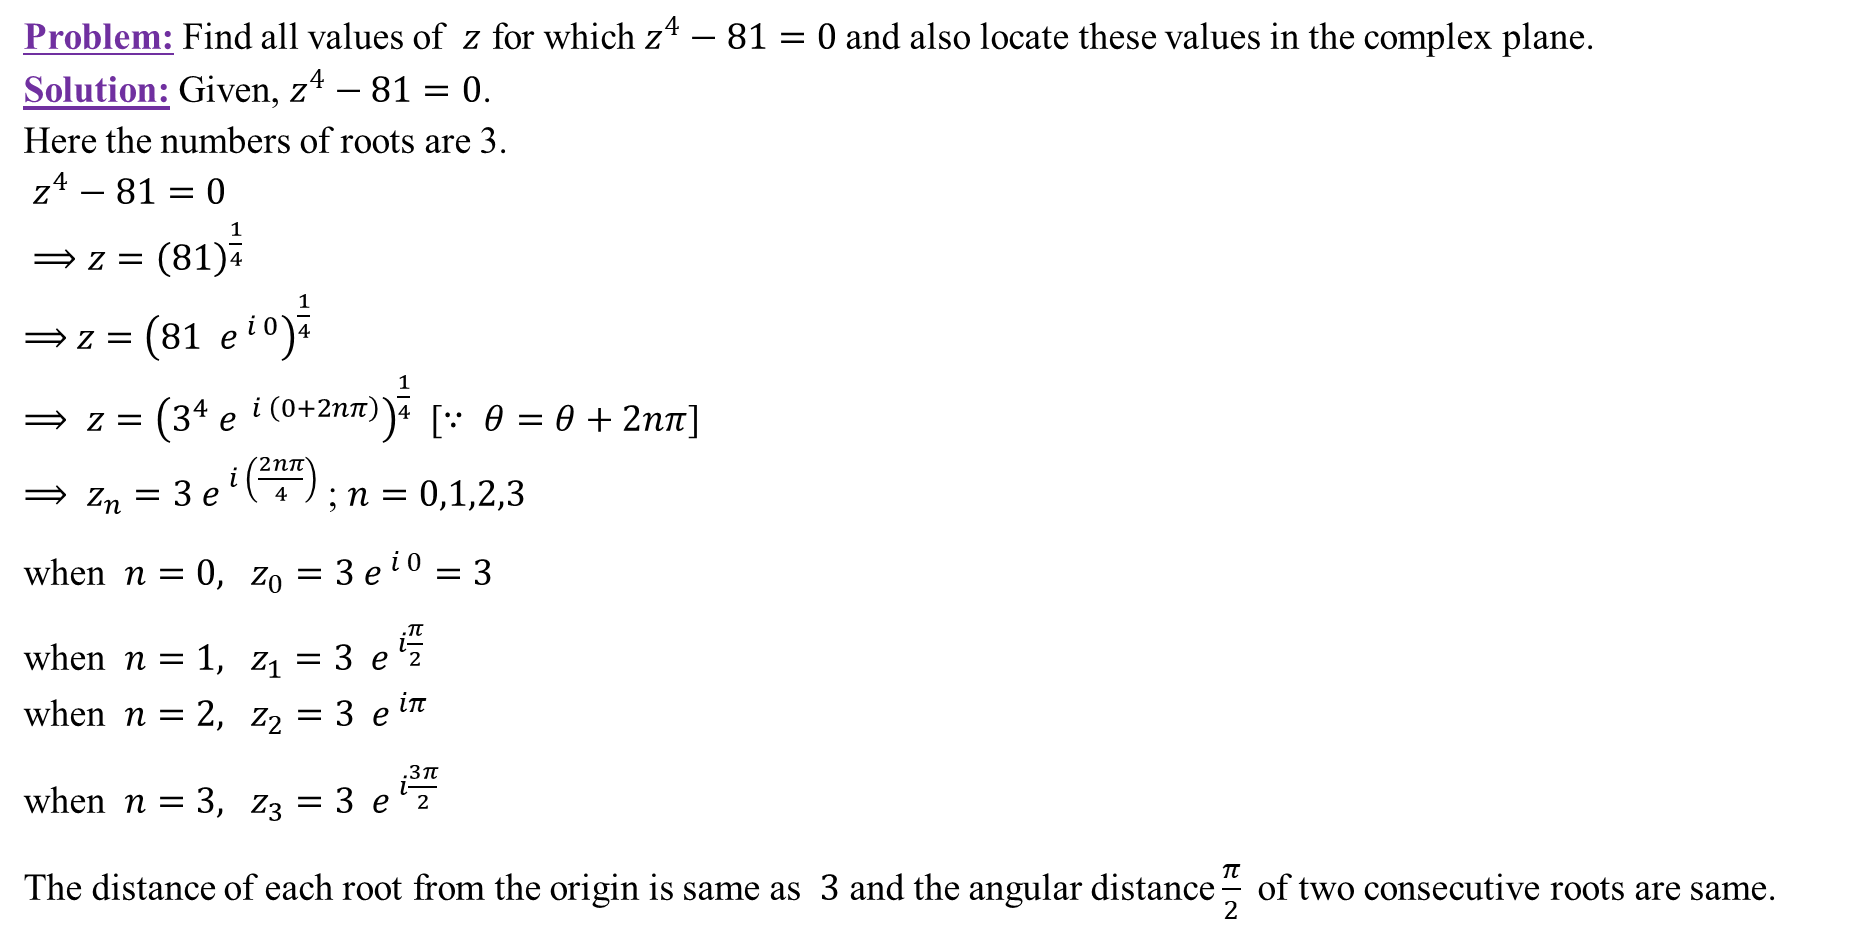 Problem: Find all values of z for which z⁴ − 81 = 0 and also locate these values in the complex plane.
Solution: Given, z⁴ − 81 = 0.
Here the numbers of roots are 3.
z⁴ − 81 = 0
⟹ z = (81)^(1/4)
⟹ z = (81 e^(i 0))^(1/4)
⟹ z = (3⁴ e^(i (0+2nπ)))^(1/4) [∵ θ = θ + 2nπ]
⟹ zₙ = 3 e^(i (2nπ/4)) ; n = 0,1,2,3
when n = 0, z₀ = 3 e^(i 0) = 3
when n = 1, z₁ = 3 e^(iπ/2)
when n = 2, z₂ = 3 e^(iπ)
when n = 3, z₃ = 3 e^(i3π/2)
The distance of each root from the origin is same as 3 and the angular distance π/2 of two consecutive roots are same.